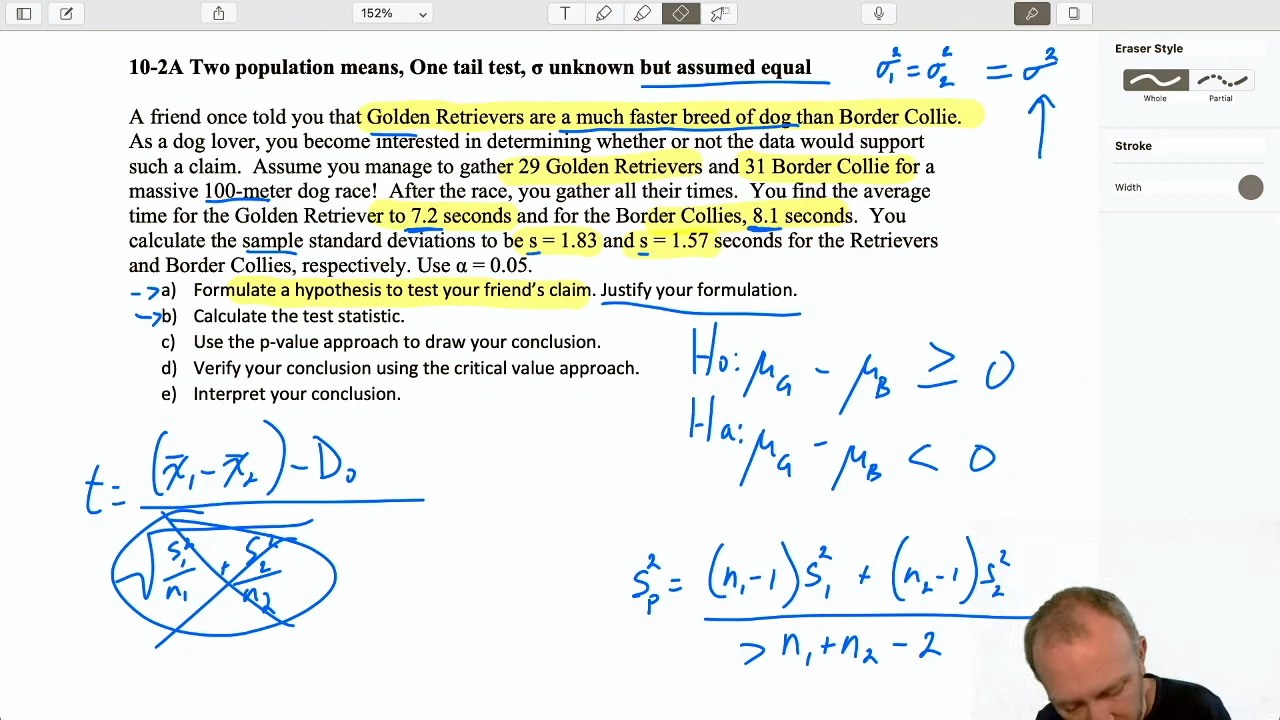 152%
T
Eraser Style
Whole
Partial
Stroke
Width
10-2A Two population means, One tail test, σ unknown but assumed equal
σ₁² = σ₂² = σ²
A friend once told you that Golden Retrievers are a much faster breed of dog than Border Collie.
As a dog lover, you become interested in determining whether or not the data would support
such a claim. Assume you manage to gather 29 Golden Retrievers and 31 Border Collie for a
massive 100-meter dog race! After the race, you gather all their times. You find the average
time for the Golden Retriever to 7.2 seconds and for the Border Collies, 8.1 seconds. You
calculate the sample standard deviations to be s = 1.83 and s = 1.57 seconds for the Retrievers
and Border Collies, respectively. Use α = 0.05.
a) Formulate a hypothesis to test your friend's claim. Justify your formulation.
b) Calculate the test statistic.
c) Use the p-value approach to draw your conclusion.
d) Verify your conclusion using the critical value approach.
e) Interpret your conclusion.
Ho: μG - μB ≥ 0
Ha: μG - μB < 0
t = (x̄₁ - x̄₂) - D₀
√ S₁²/n₁ + S₂²/n₂
Sp² = (n₁-1)S₁² + (n₂-1)S₂²
> n₁+n₂ - 2